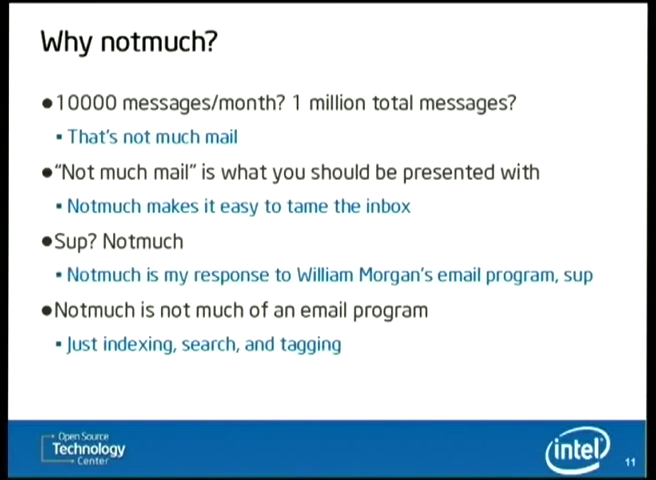 Why notmuch?
●10000 messages/month? 1 million total messages?
▪ That's not much mail
●"Not much mail" is what you should be presented with
▪ Notmuch makes it easy to tame the inbox
●Sup? Notmuch
▪ Notmuch is my response to William Morgan's email program, sup
●Notmuch is not much of an email program
▪ Just indexing, search, and tagging
Open Source
Technology
Center
intel
11